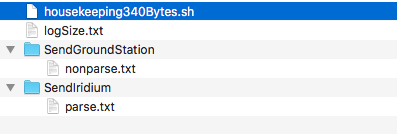 housekeeping340Bytes.sh
logSize.txt
SendGroundStation
nonparse.txt
SendIridium
parse.txt